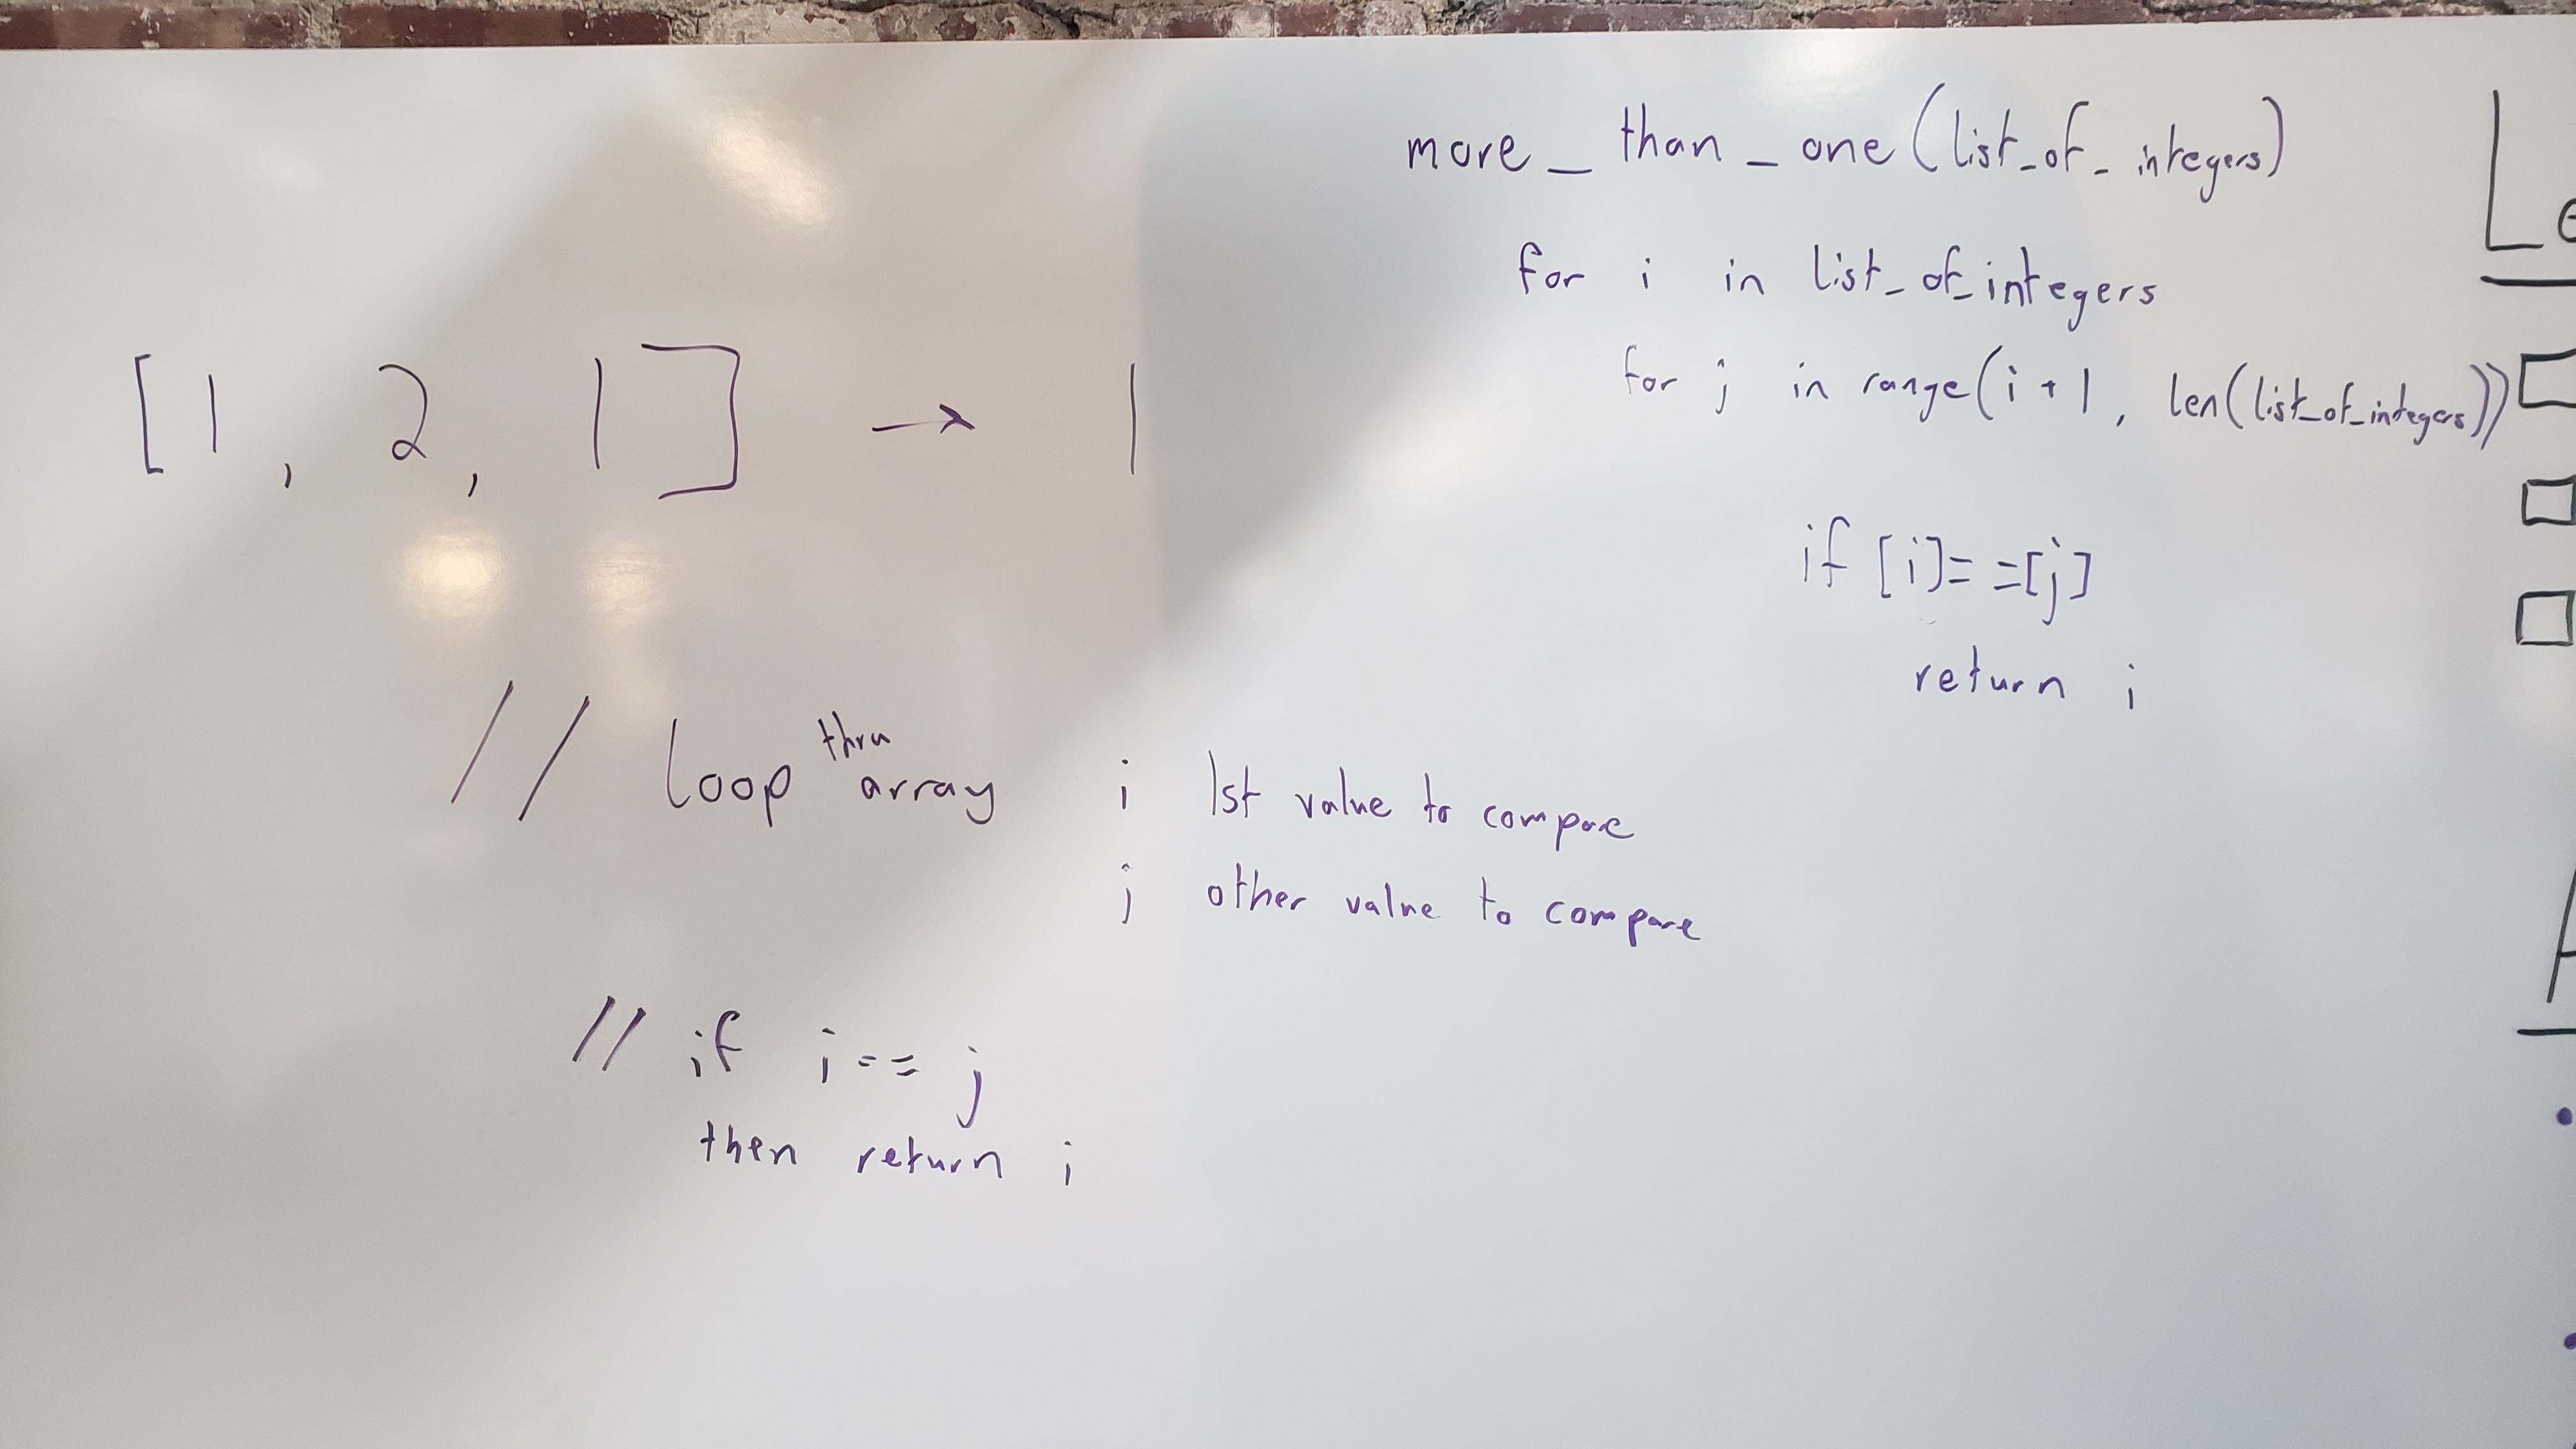 more_than_one(list_of_integers)
for i in list_of_integers
for j in range(i+1, len(list_of_integers))
if [i]==[j]
return i
[1, 2, 1] → 1
// loop thru array i 1st value to compare
j other value to compare
// if i == j
then return i